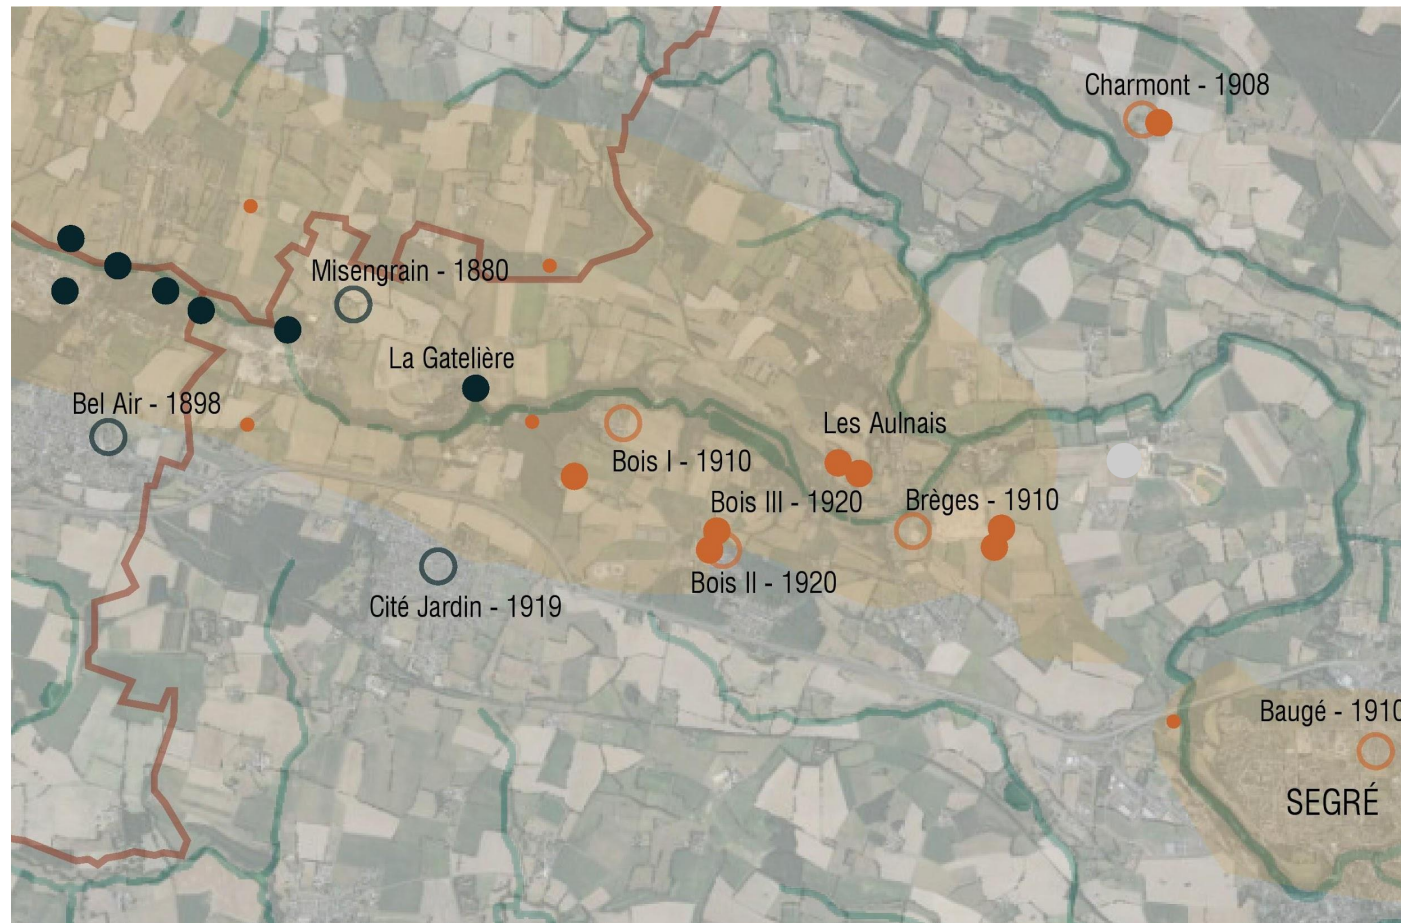 Charmont - 1908
Misengrain - 1880
La Gatelière
Bel Air - 1898
Les Aulnais
Bois I - 1910
Bois III - 1920
Brèges - 1910
Bois II - 1920
Cité Jardin - 1919
Baugé - 1910
SEGRÉ